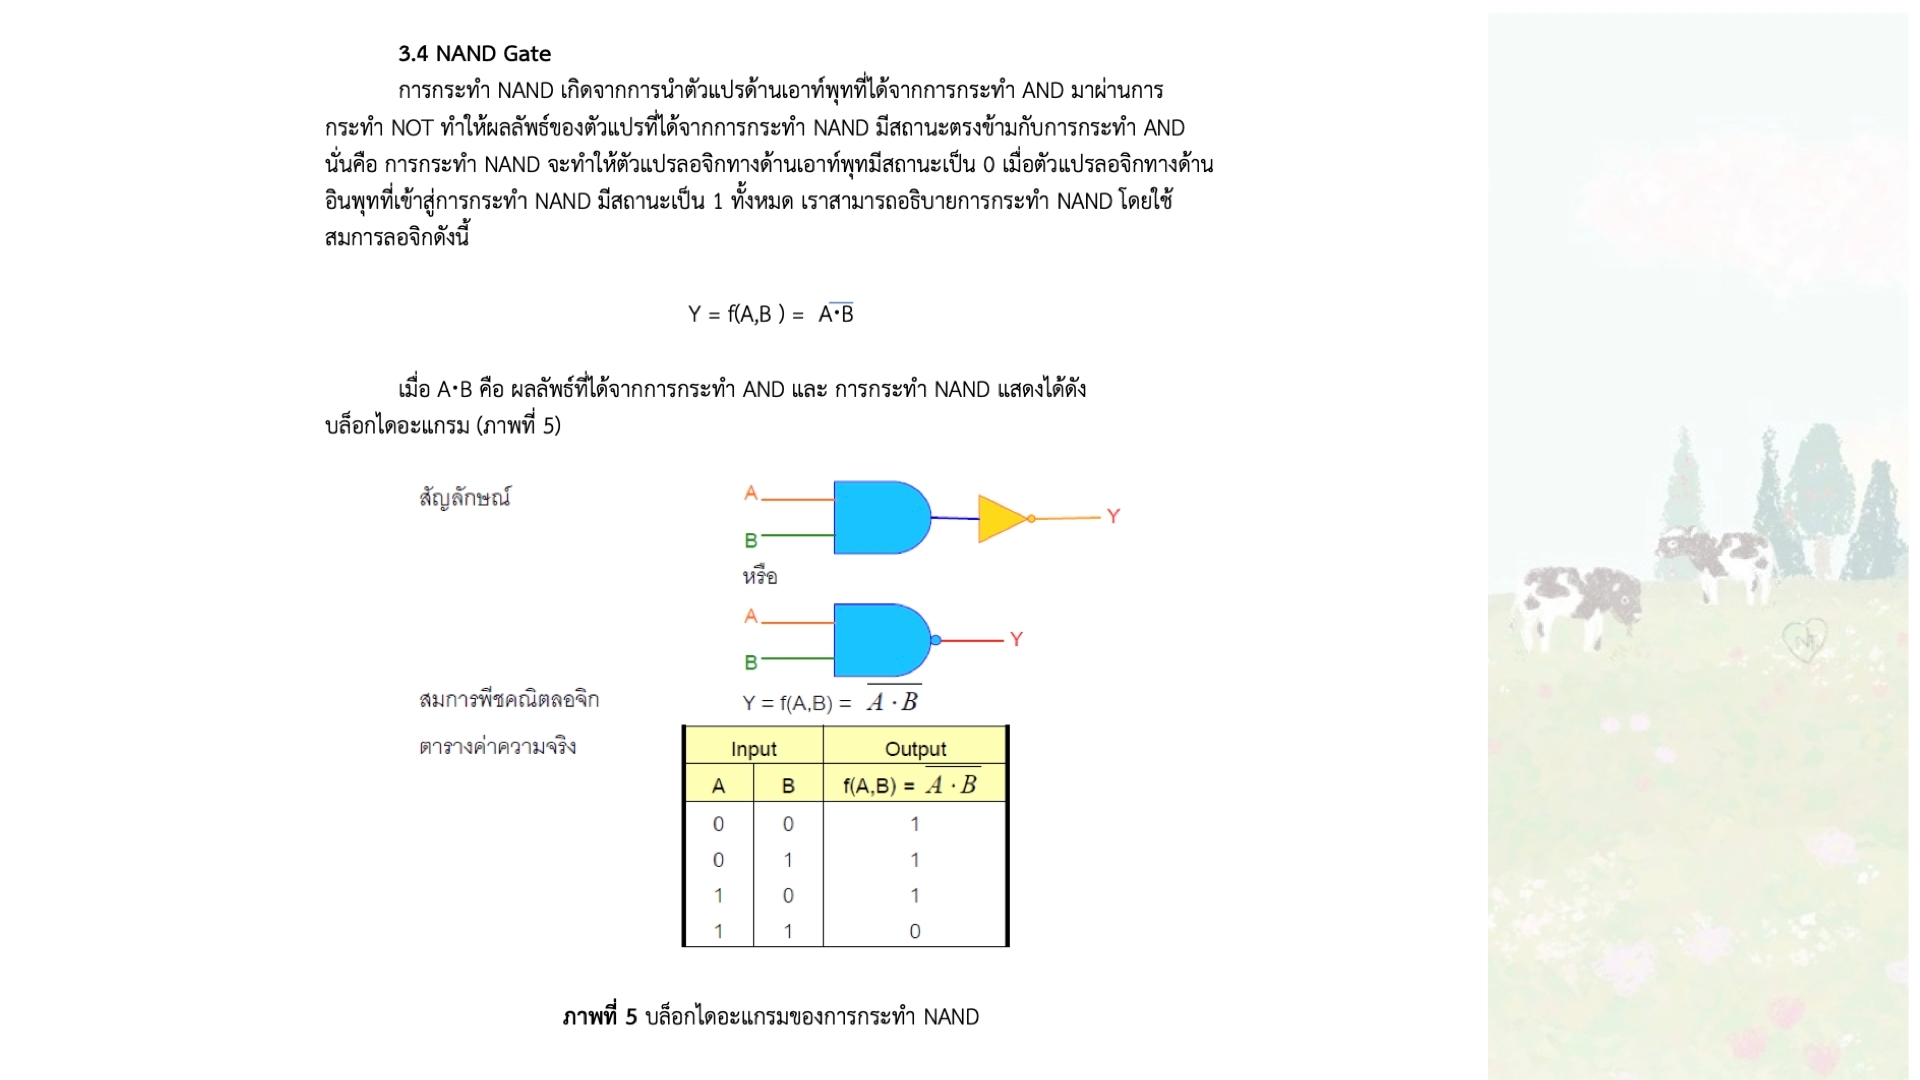 3.4 NAND Gate
การกระทำ NAND เกิดจากการนำตัวแปรด้านเอาท์พุทที่ได้จากการกระทำ AND มาผ่านการ
กระทำ NOT ทำให้ผลลัพธ์ของตัวแปรที่ได้จากการกระทำ NAND มีสถานะตรงข้ามกับการกระทำ AND
นั่นคือ การกระทำ NAND จะทำให้ตัวแปรลอจิกทางด้านเอาท์พุทมีสถานะเป็น 0 เมื่อตัวแปรลอจิกทางด้าน
อินพุทที่เข้าสู่การกระทำ NAND มีสถานะเป็น 1 ทั้งหมด เราสามารถอธิบายการกระทำ NAND โดยใช้
สมการลอจิกดังนี้
Y = f(A,B ) = A̅•̅B̅
เมื่อ A•B คือ ผลลัพธ์ที่ได้จากการกระทำ AND และ การกระทำ NAND แสดงได้ดัง
บล็อกไดอะแกรม (ภาพที่ 5)
สัญลักษณ์
A
B
Y
หรือ
A
B
Y
สมการพีชคณิตลอจิก Y = f(A,B) = A̅ ·̅ B̅
ตารางค่าความจริง
Input Output
A B f(A,B) = A̅ ·̅ B̅
0 0 1
0 1 1
1 0 1
1 1 0
ภาพที่ 5 บล็อกไดอะแกรมของการกระทำ NAND